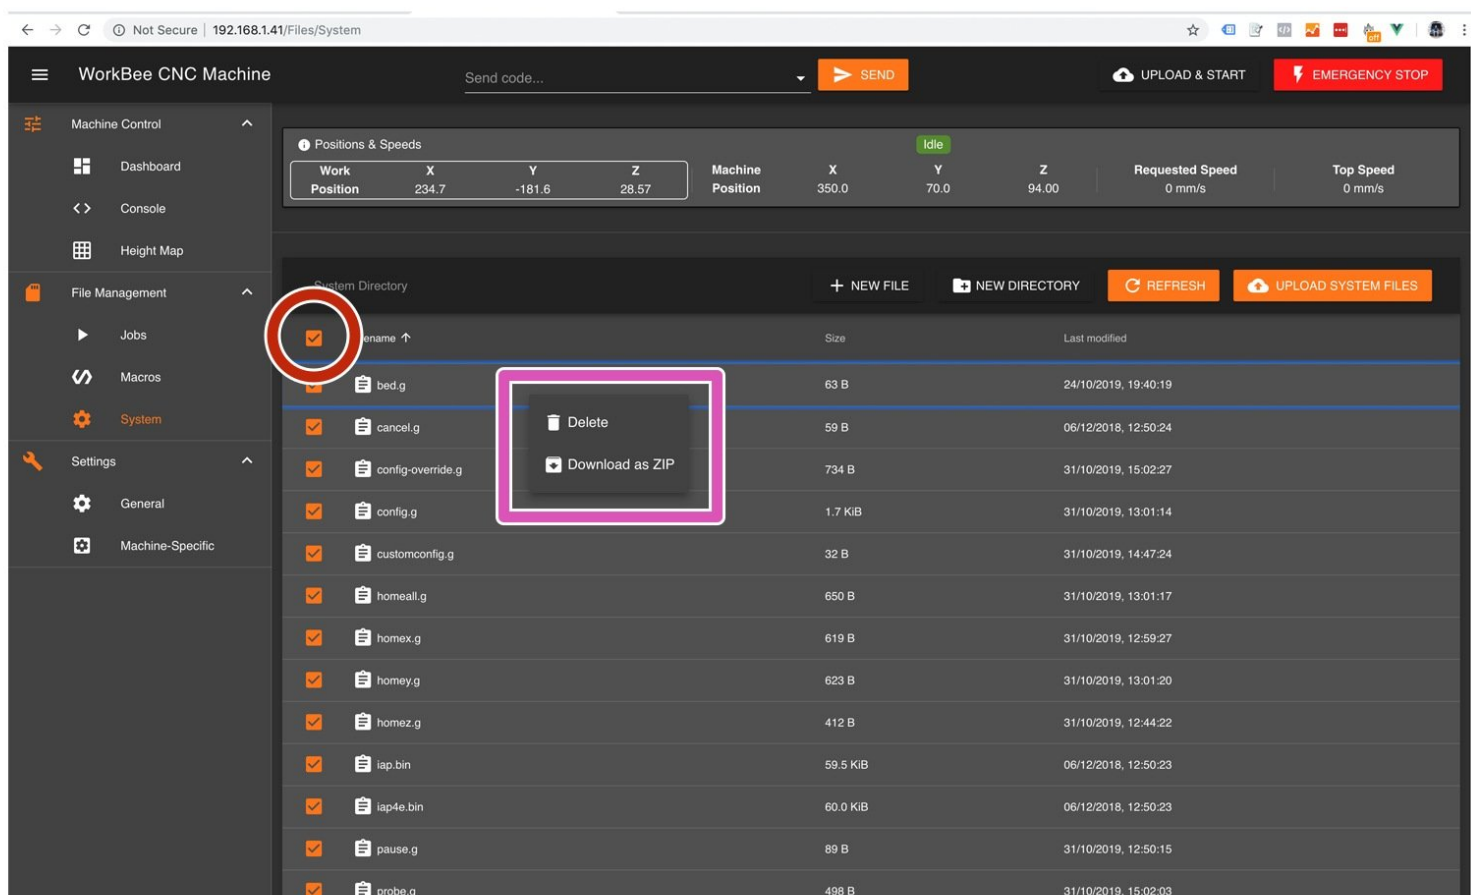 Not Secure | 192.168.1.41/Files/System
off
WorkBee CNC Machine
Send code...
SEND
UPLOAD & START
EMERGENCY STOP
Machine Control
Dashboard
Console
Height Map
File Management
Jobs
Macros
System
Settings
General
Machine-Specific
Positions & Speeds
Idle
Work Position X Y Z
234.7 -181.6 28.57
Machine Position X Y Z
350.0 70.0 94.00
Requested Speed
0 mm/s
Top Speed
0 mm/s
System Directory
NEW FILE
NEW DIRECTORY
REFRESH
UPLOAD SYSTEM FILES
ename Size Last modified
bed.g 63 B 24/10/2019, 19:40:19
cancel.g 59 B 06/12/2018, 12:50:24
config-override.g 734 B 31/10/2019, 15:02:27
config.g 1.7 KiB 31/10/2019, 13:01:14
customconfig.g 32 B 31/10/2019, 14:47:24
homeall.g 650 B 31/10/2019, 13:01:17
homex.g 619 B 31/10/2019, 12:59:27
homey.g 623 B 31/10/2019, 13:01:20
homez.g 412 B 31/10/2019, 12:44:22
iap.bin 59.5 KiB 06/12/2018, 12:50:23
iap4e.bin 60.0 KiB 06/12/2018, 12:50:23
pause.g 89 B 31/10/2019, 12:50:15
probe.g 498 B 31/10/2019, 15:02:03
Delete
Download as ZIP